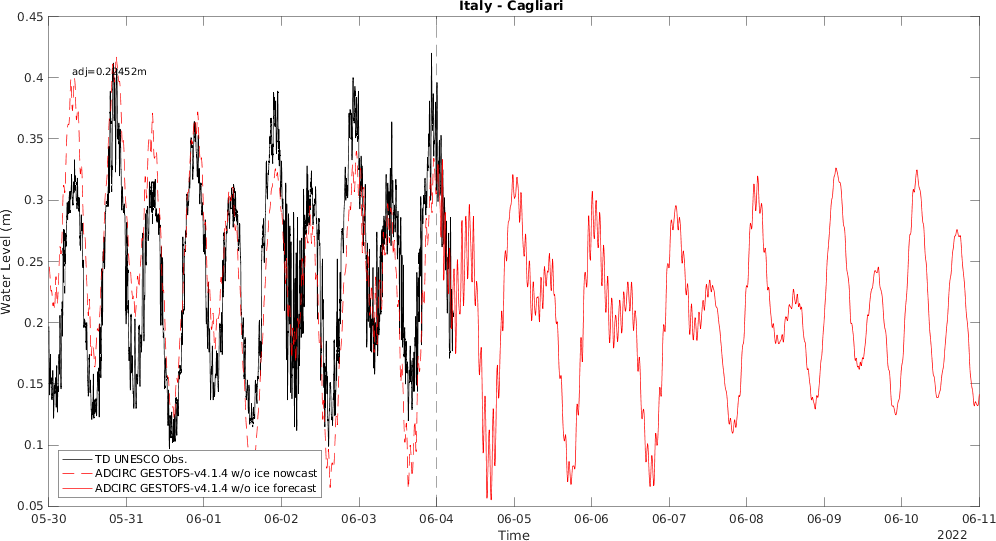 Italy - Cagliari
Water Level (m)
0.45
0.4
0.35
0.3
0.25
0.2
0.15
0.1
0.05
TD UNESCO Obs.
ADCIRC GESTOFS-v4.1.4 w/o ice nowcast
ADCIRC GESTOFS-v4.1.4 w/o ice forecast
05-30 05-31 06-01 06-02 06-03 06-04 06-05 06-06 06-07 06-08 06-09 06-10 06-11
Time
2022